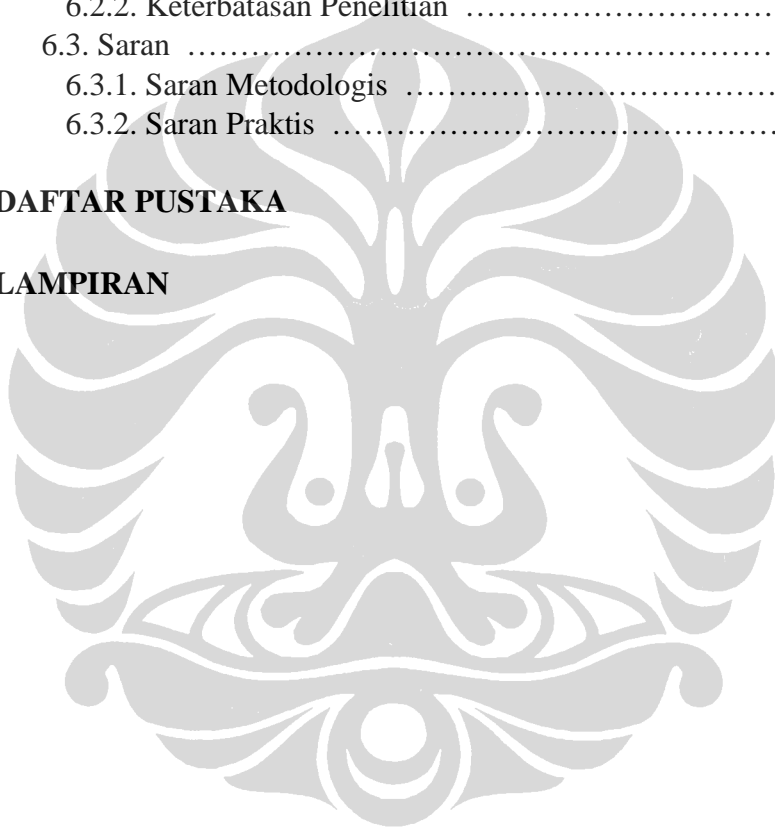 6.2.2. Keterbatasan Penelitian ……………………………
6.3. Saran ………………………………………………………
6.3.1. Saran Metodologis …………………………………
6.3.2. Saran Praktis …………………………………………
DAFTAR PUSTAKA
LAMPIRAN